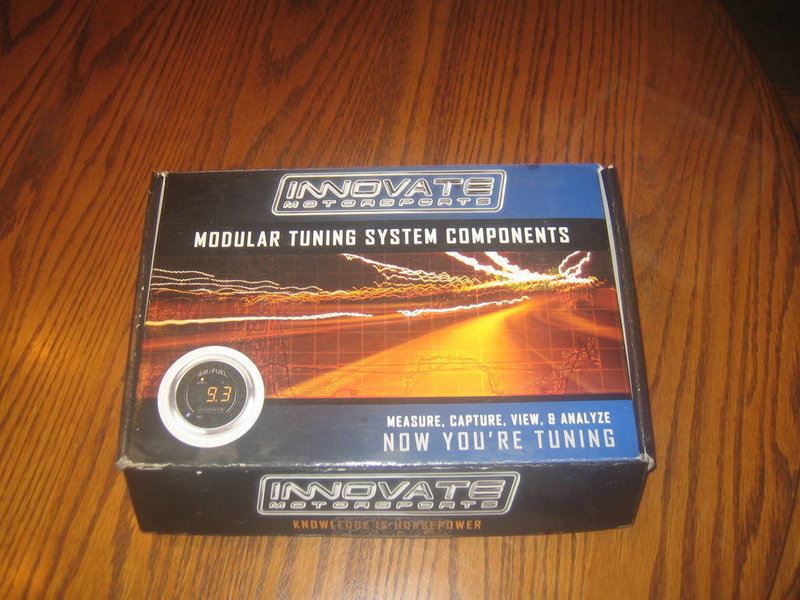 INNOVATE
MOTORSPORTS
MODULAR TUNING SYSTEM COMPONENTS
AIR/FUEL
9.3
INNOVATE
MEASURE, CAPTURE, VIEW, & ANALYZE
NOW YOU'RE TUNING
INNOVATE
MOTORSPORTS
KNOWLEDGE IS HORSEPOWER